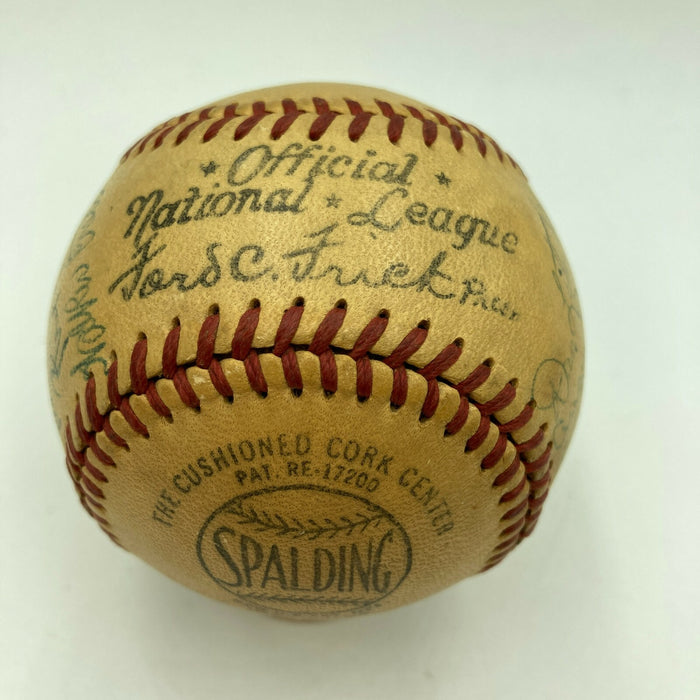 ★ Official ★
National ★ League
Ford C. Frick Pres.
THE CUSHIONED CORK CENTER
PAT. RE-17200
SPALDING